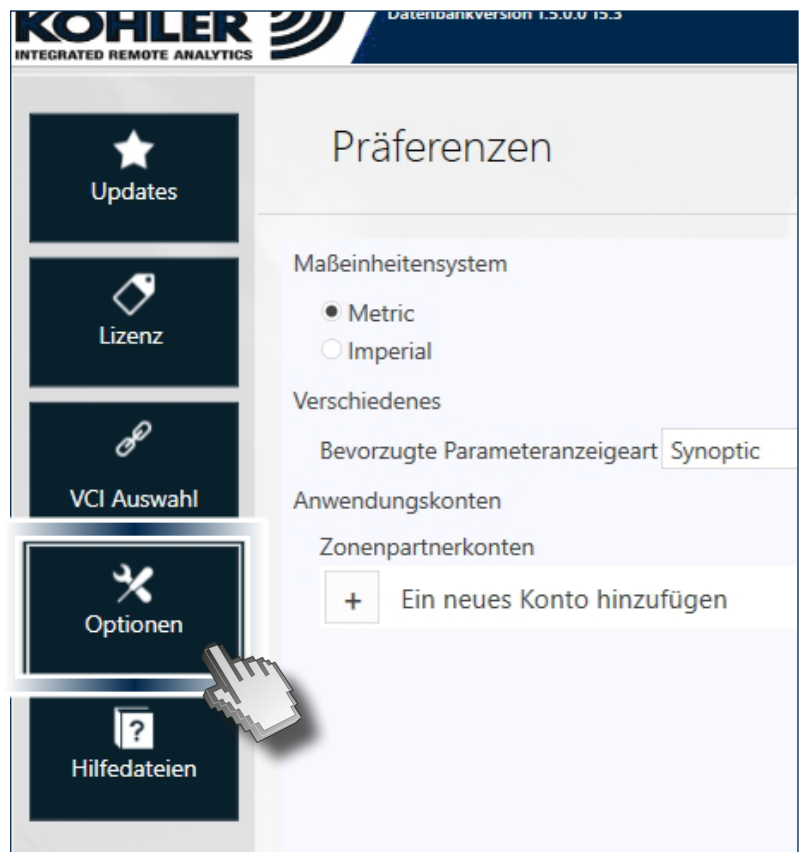 KOHLER
INTEGRATED REMOTE ANALYTICS
Datenbankversion 1.5.0.0 15.3
Updates
Lizenz
VCI Auswahl
Optionen
Hilfedateien
Präferenzen
Maßeinheitensystem
Metric
Imperial
Verschiedenes
Bevorzugte Parameteranzeigeart Synoptic
Anwendungskonten
Zonenpartnerkonten
+ Ein neues Konto hinzufügen